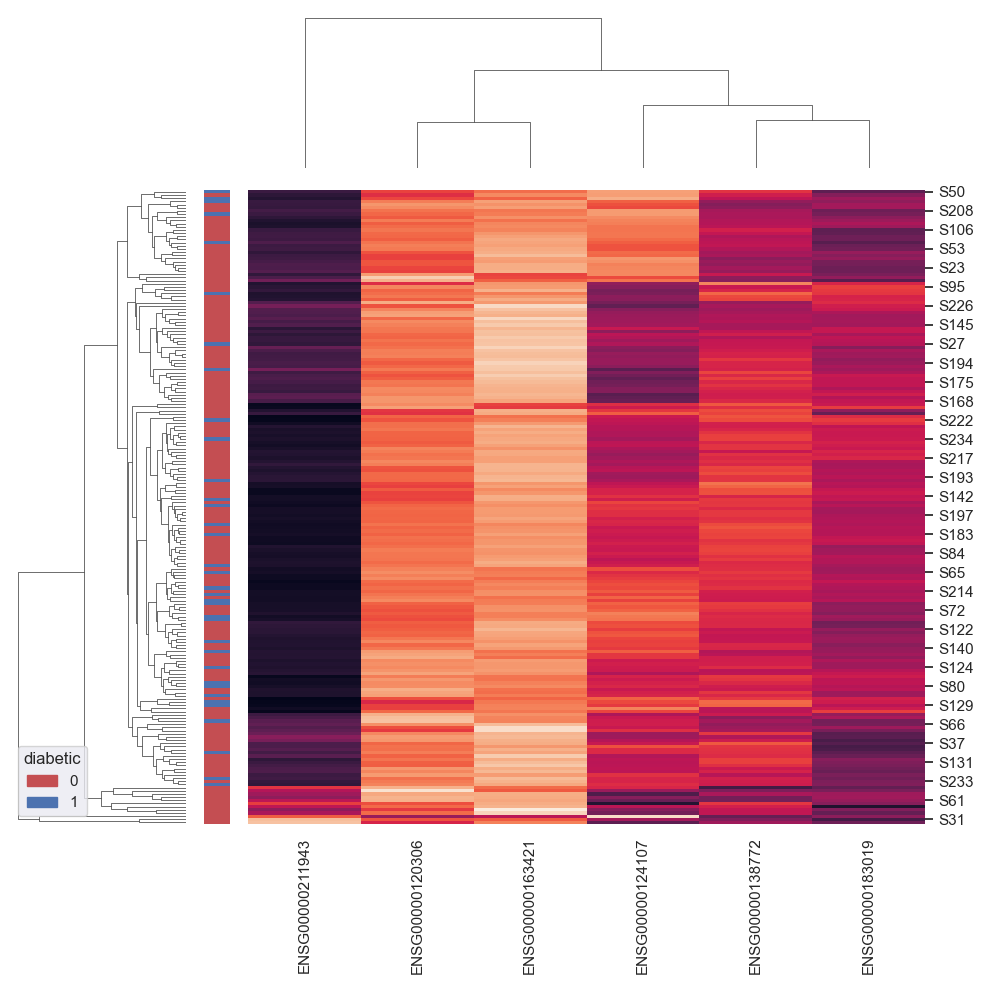 S50
S208
S106
S53
S23
S95
S226
S145
S27
S194
S175
S168
S222
S234
S217
S193
S142
S197
S183
S84
S65
S214
S72
S122
S140
S124
S80
S129
S66
S37
S131
S233
S61
S31
diabetic
0
1
ENSG00000211943
ENSG00000120306
ENSG00000163421
ENSG00000124107
ENSG00000138772
ENSG00000183019